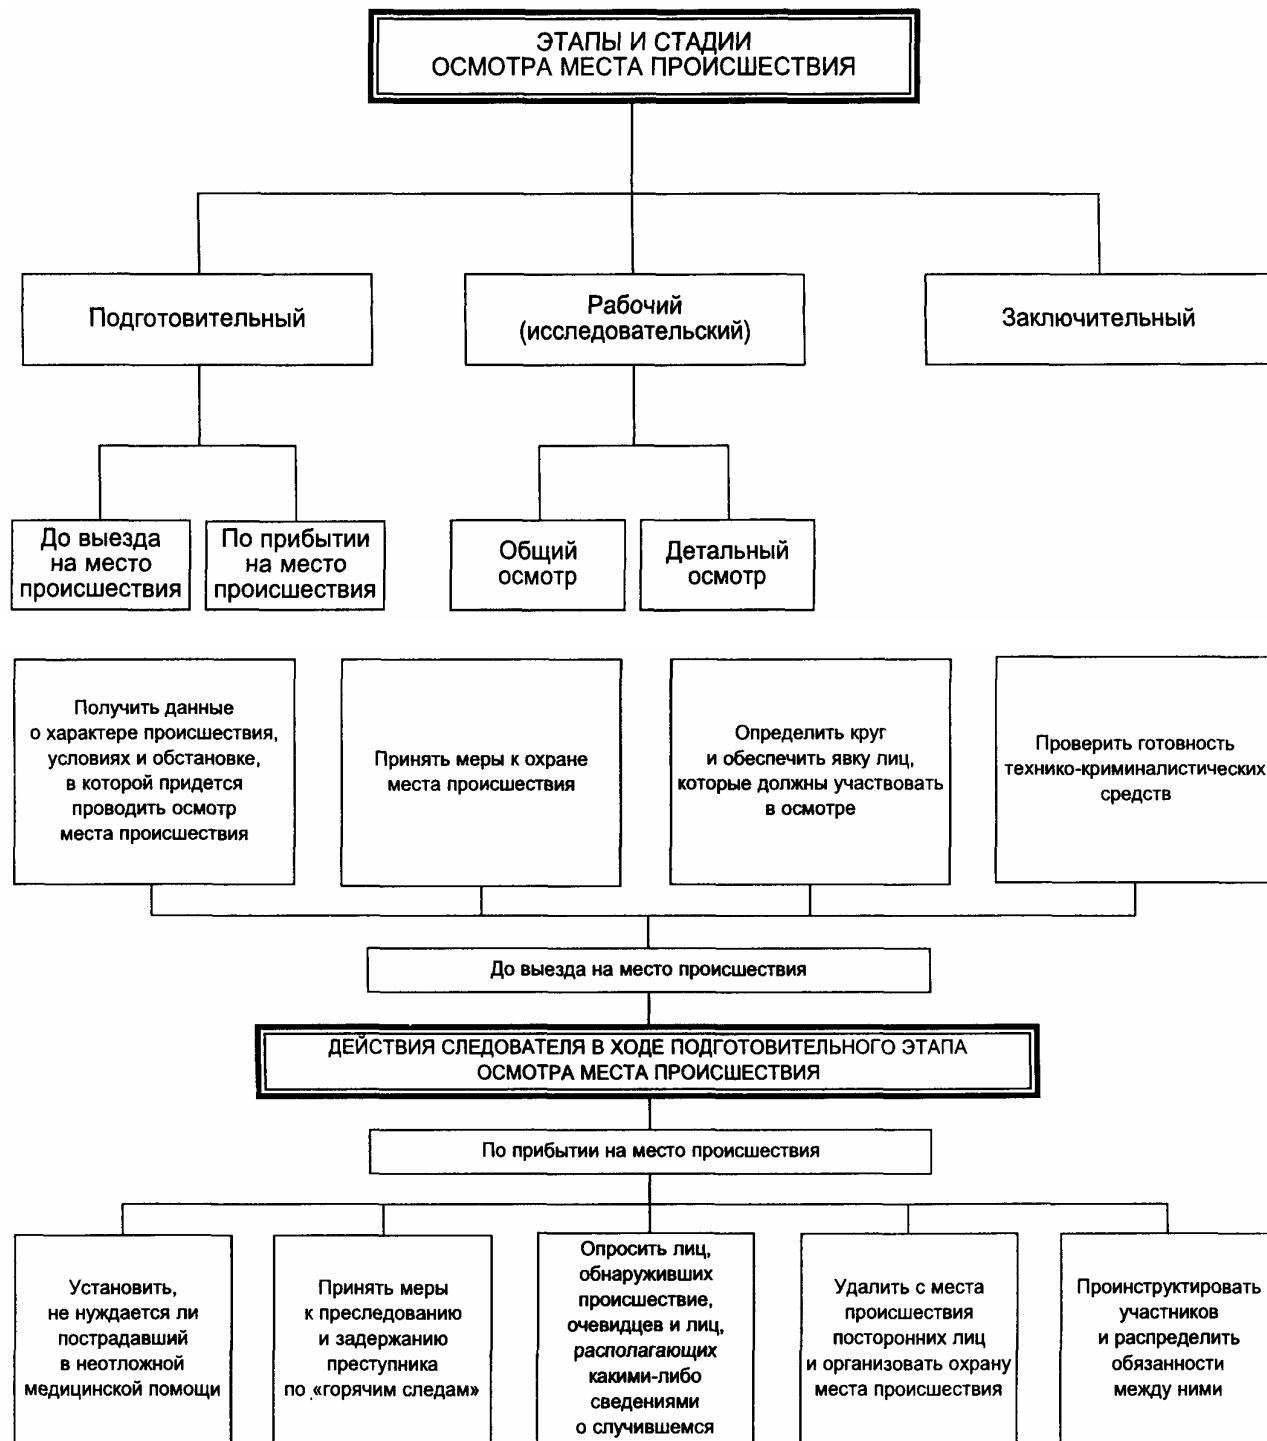 ЭТАПЫ И СТАДИИ
ОСМОТРА МЕСТА ПРОИСШЕСТВИЯ
Подготовительный
Рабочий
(исследовательский)
Заключительный
До выезда
на место
происшествия
По прибытии
на место
происшествия
Общий
осмотр
Детальный
осмотр
Получить данные
о характере происшествия,
условиях и обстановке,
в которой придется
проводить осмотр
места происшествия
Принять меры к охране
места происшествия
Определить круг
и обеспечить явку лиц,
которые должны участвовать
в осмотре
Проверить готовность
технико-криминалистических
средств
До выезда на место происшествия
ДЕЙСТВИЯ СЛЕДОВАТЕЛЯ В ХОДЕ ПОДГОТОВИТЕЛЬНОГО ЭТАПА
ОСМОТРА МЕСТА ПРОИСШЕСТВИЯ
По прибытии на место происшествия
Установить,
не нуждается ли
пострадавший
в неотложной
медицинской помощи
Принять меры
к преследованию
и задержанию
преступника
по «горячим следам»
Опросить лиц,
обнаруживших
происшествие,
очевидцев и лиц,
располагающих
какими-либо
сведениями
о случившемся
Удалить с места
происшествия
посторонних лиц
и организовать охрану
места происшествия
Проинструктировать
участников
и распределить
обязанности
между ними